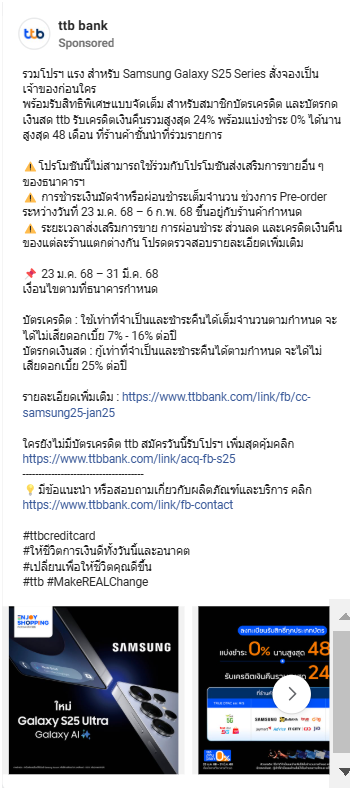 ttb bank
Sponsored
รวมโปรฯ แรง สำหรับ Samsung Galaxy S25 Series สั่งจองเป็น
เจ้าของก่อนใคร
พร้อมรับสิทธิพิเศษแบบจัดเต็ม สำหรับสมาชิกบัตรเครดิต และบัตรกด
เงินสด ttb รับเครดิตเงินคืนรวมสูงสุด 24% พร้อมแบ่งชำระ 0% ได้นาน
สูงสุด 48 เดือน ที่ร้านค้าชั้นนำที่ร่วมรายการ
⚠️ โปรโมชันนี้ไม่สามารถใช้ร่วมกับโปรโมชันส่งเสริมการขายอื่น ๆ
ของธนาคารฯ
⚠️ การชำระเงินมัดจำหรือผ่อนชำระเต็มจำนวน ช่วงการ Pre-order
ระหว่างวันที่ 23 ม.ค. 68 – 6 ก.พ. 68 ขึ้นอยู่กับร้านค้ากำหนด
⚠️ ระยะเวลาส่งเสริมการขาย การผ่อนชำระ ส่วนลด และเครดิตเงินคืน
ของแต่ละร้านแตกต่างกัน โปรดตรวจสอบรายละเอียดเพิ่มเติม
📌 23 ม.ค. 68 – 31 มี.ค. 68
เงื่อนไขตามที่ธนาคารกำหนด
บัตรเครดิต : ใช้เท่าที่จำเป็นและชำระคืนได้เต็มจำนวนตามกำหนด จะ
ได้ไม่เสียดอกเบี้ย 7% - 16% ต่อปี
บัตรกดเงินสด : กู้เท่าที่จำเป็นและชำระคืนได้ตามกำหนด จะได้ไม่
เสียดอกเบี้ย 25% ต่อปี
รายละเอียดเพิ่มเติม : https://www.ttbbank.com/link/fb/cc-
samsung25-jan25
ใครยังไม่มีบัตรเครดิต ttb สมัครวันนี้รับโปรฯ เพิ่มสุดคุ้มคลิก
https://www.ttbbank.com/link/acq-fb-s25
--------------------------------------
💡 มีข้อแนะนำ หรือสอบถามเกี่ยวกับผลิตภัณฑ์และบริการ คลิก
https://www.ttbbank.com/link/fb-contact
#ttbcreditcard
#ให้ชีวิตการเงินดีทั้งวันนี้และอนาคต
#เปลี่ยนเพื่อให้ชีวิตคุณดีขึ้น
#ttb #MakeREALChange
ENJOY
SHOPPING
SAMSUNG
ใหม่
Galaxy S25 Ultra
Galaxy AI
ลงทะเบียนรับสิทธิ์ทุกประเภทบัตร
แบ่งชำระ 0% นานสูงสุด 48
รับเครดิตเงินคืนรวมสูงสุด 24
SAMSUNG